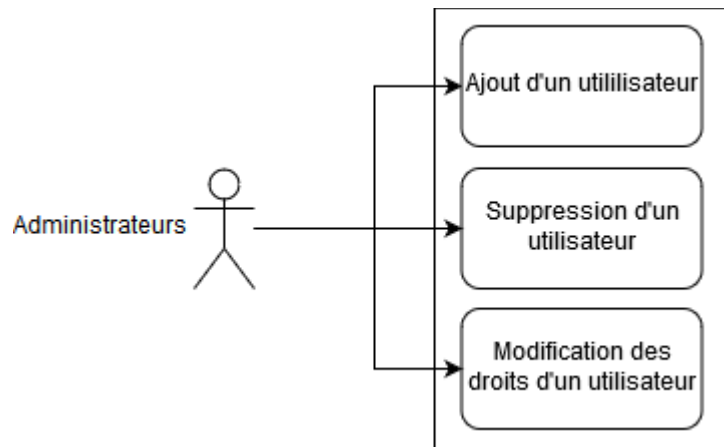 Ajout d'un utililisateur
Administrateurs
Suppression d'un
utilisateur
Modification des
droits d'un utilisateur